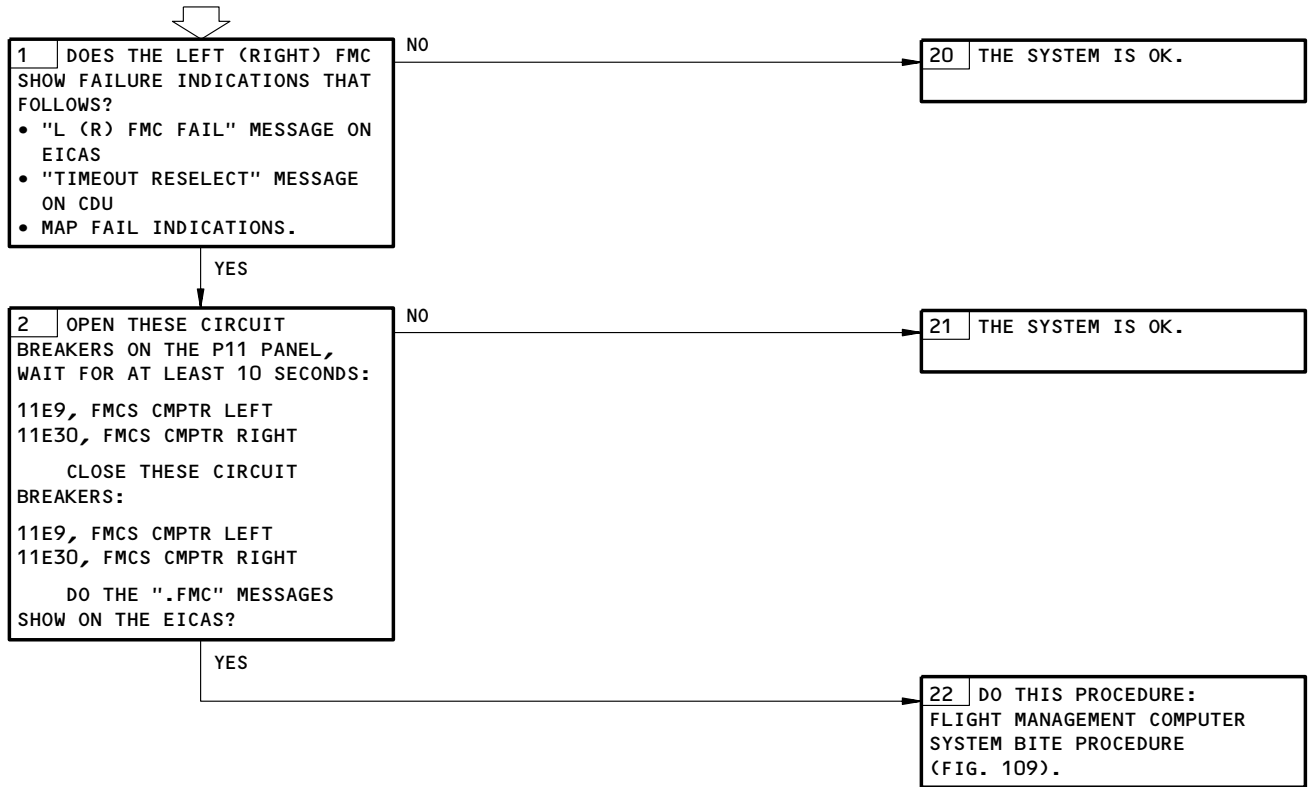 1 DOES THE LEFT (RIGHT) FMC
SHOW FAILURE INDICATIONS THAT
FOLLOWS?
• "L (R) FMC FAIL" MESSAGE ON
EICAS
• "TIMEOUT RESELECT" MESSAGE
ON CDU
• MAP FAIL INDICATIONS.
NO
20 THE SYSTEM IS OK.
YES
2 OPEN THESE CIRCUIT
BREAKERS ON THE P11 PANEL,
WAIT FOR AT LEAST 10 SECONDS:
11E9, FMCS CMPTR LEFT
11E30, FMCS CMPTR RIGHT
CLOSE THESE CIRCUIT
BREAKERS:
11E9, FMCS CMPTR LEFT
11E30, FMCS CMPTR RIGHT
DO THE ".FMC" MESSAGES
SHOW ON THE EICAS?
NO
21 THE SYSTEM IS OK.
YES
22 DO THIS PROCEDURE:
FLIGHT MANAGEMENT COMPUTER
SYSTEM BITE PROCEDURE
(FIG. 109).